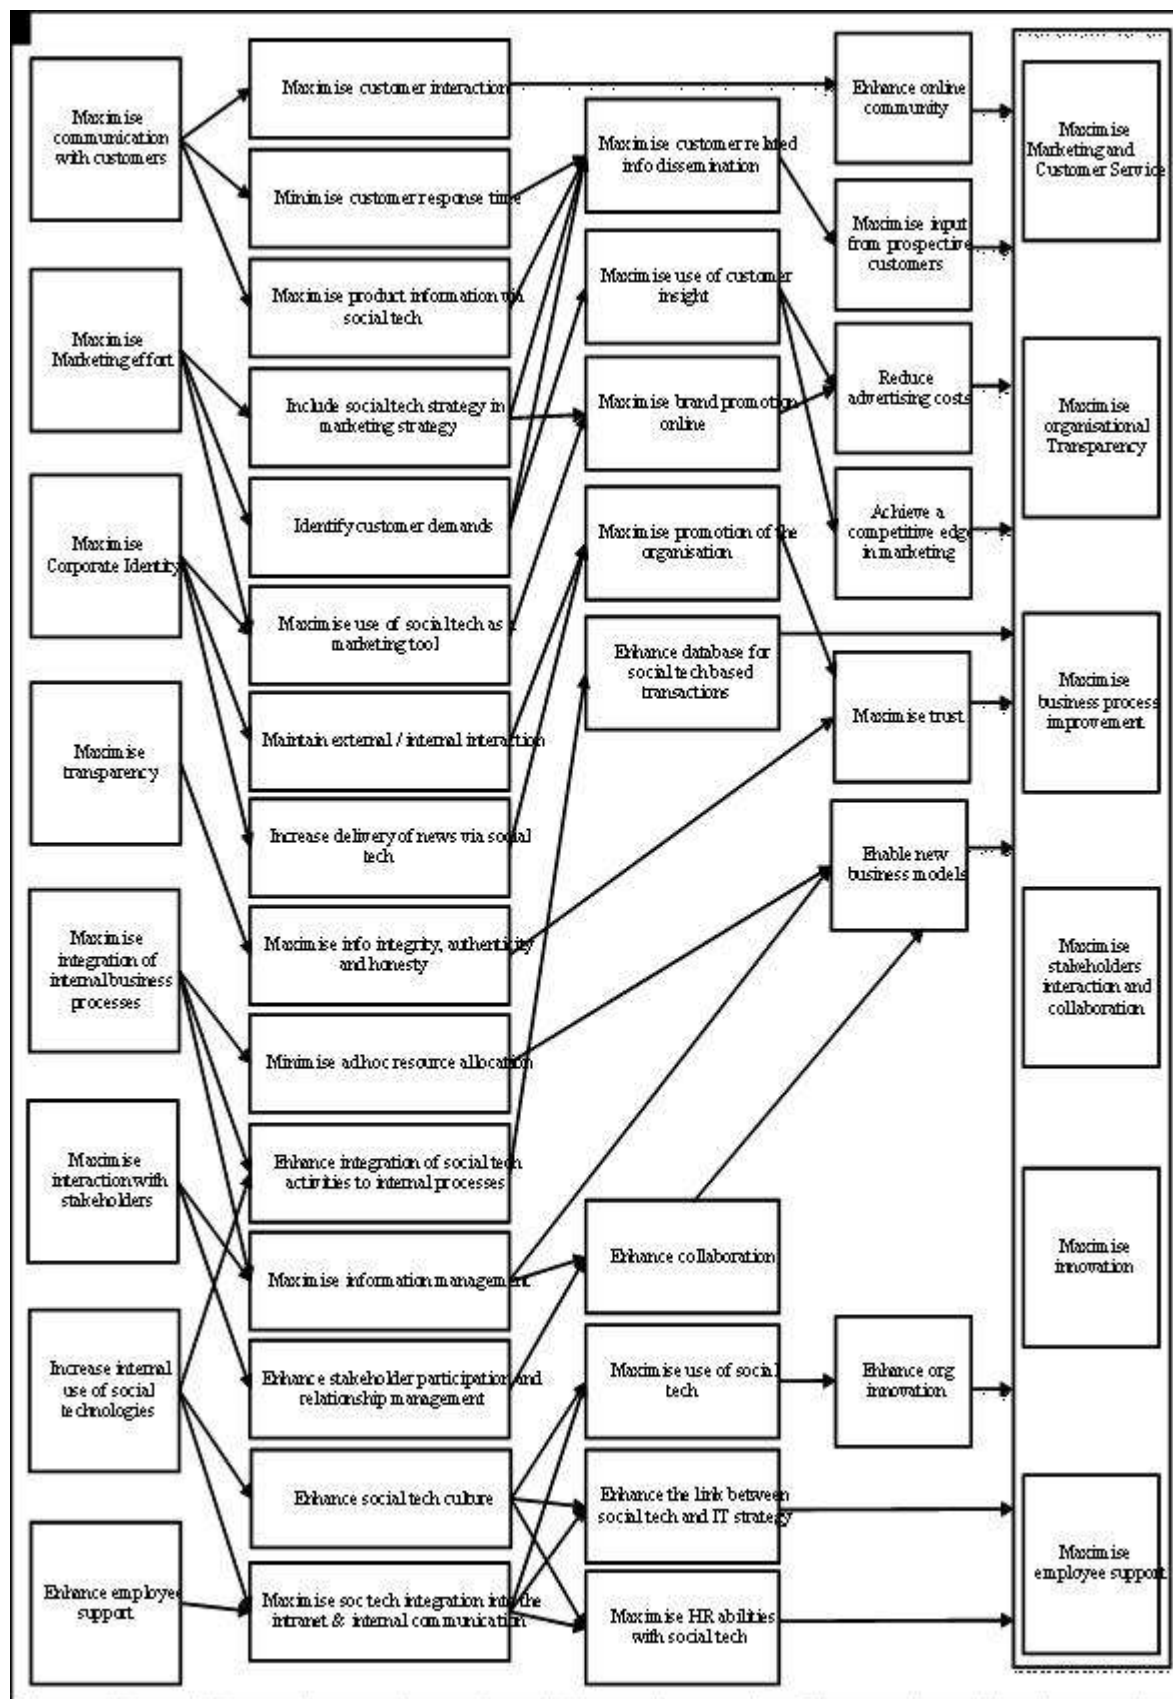 Maximise
communication
with customers
Maximise
Marketing effort
Maximise
Corporate Identity
Maximise
transparency
Maximise
integration of
internal business
processes
Maximise
interaction with
stakeholders
Increase internal
use of social
technologies
Enhance employee
support
Maximise customer interaction
Minimise customer response time
Maximise product information via
social tech
Include social tech strategy in
marketing strategy
Identify customer demands
Maximise use of social tech as a
marketing tool
Maintain external / internal interaction
Increase delivery of news via social
tech
Maximise info integrity, authenticity
and honesty
Minimise adhoc resource allocation
Enhance integration of social tech
activities to internal processes
Maximise information management
Enhance stakeholder participation and
relationship management
Enhance social tech culture
Maximise soc tech integration into the
intranet & internal communication
Maximise customer related
info dissemination
Maximise use of customer
insight
Maximise brand promotion
online
Maximise promotion of the
organisation
Enhance database for
social tech based
transactions
Enhance collaboration
Maximise use of social
tech
Enhance the link between
social tech and IT strategy
Maximise HR abilities
with social tech
Enhance online
community
Maximise input
from prospective
customers
Reduce
advertising costs
Achieve a
competitive edge
in marketing
Maximise trust
Enable new
business models
Enhance org
innovation
Maximise
Marketing and
Customer Service
Maximise
organisational
Transparency
Maximise
business process
improvement
Maximise
stakeholders
interaction and
collaboration
Maximise
innovation
Maximise
employee support